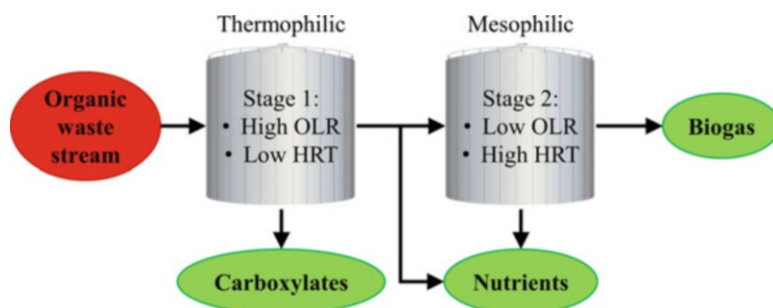 Thermophilic
Mesophilic
Organic
waste
stream
Stage 1:
• High OLR
• Low HRT
Stage 2:
• Low OLR
• High HRT
Biogas
Carboxylates
Nutrients